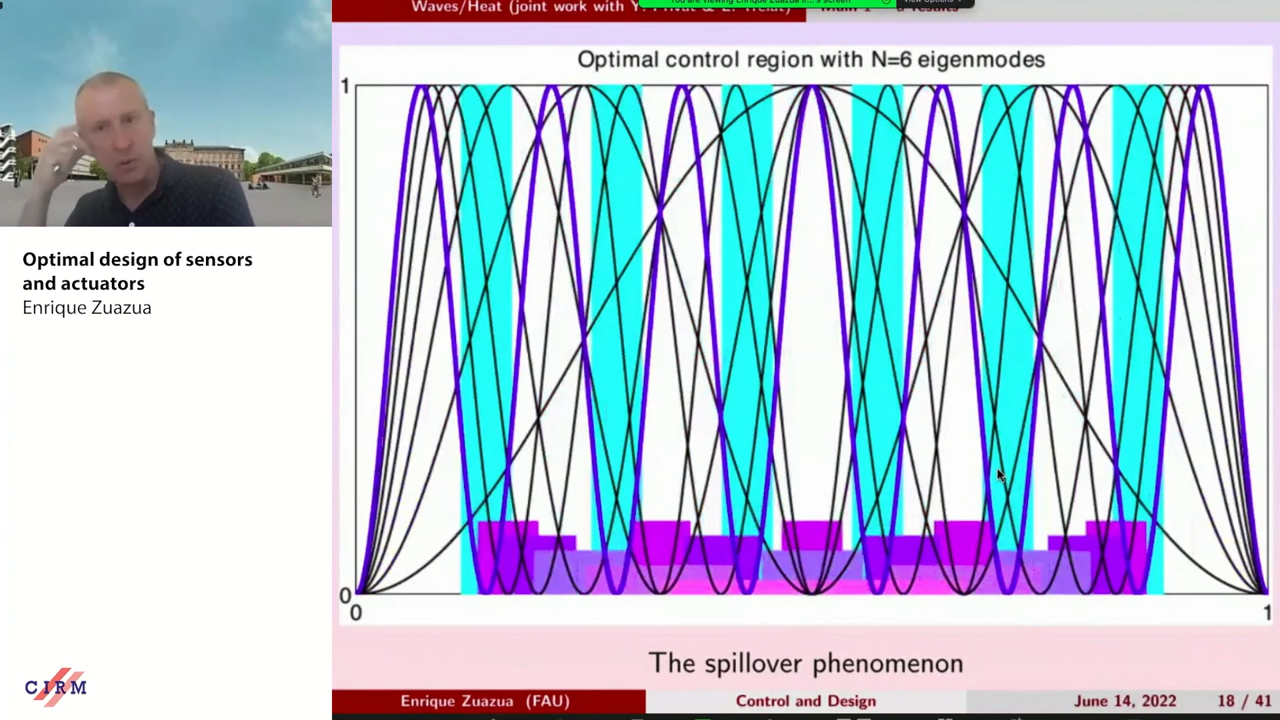 Waves/Heat (joint work with Y.
Optimal control region with N=6 eigenmodes
1
0
0
1
The spillover phenomenon
Enrique Zuazua (FAU)
Control and Design
June 14, 2022
18 / 41
Optimal design of sensors
and actuators
Enrique Zuazua
CIRM